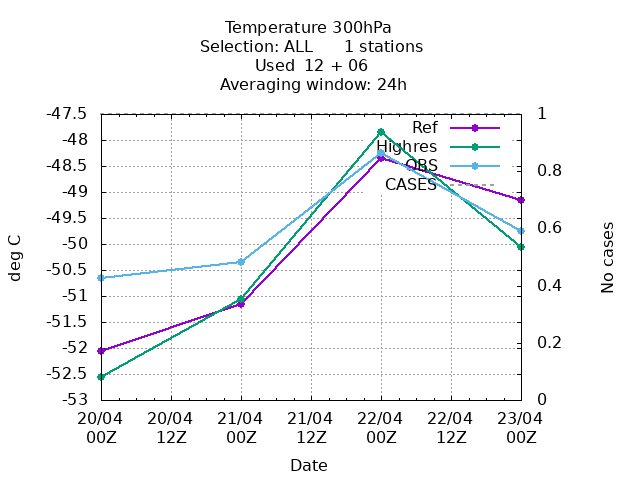 Temperature 300hPa
Selection: ALL      1 stations
Used  12 + 06
Averaging window: 24h
-47.5
-48
-48.5
-49
-49.5
-50
-50.5
-51
-51.5
-52
-52.5
-53
deg C
1
0.8
0.6
0.4
0.2
0
No cases
Ref
Highres
OBS
CASES
20/04 20/04 21/04 21/04 22/04 22/04 23/04
00Z 12Z 00Z 12Z 00Z 12Z 00Z
Date